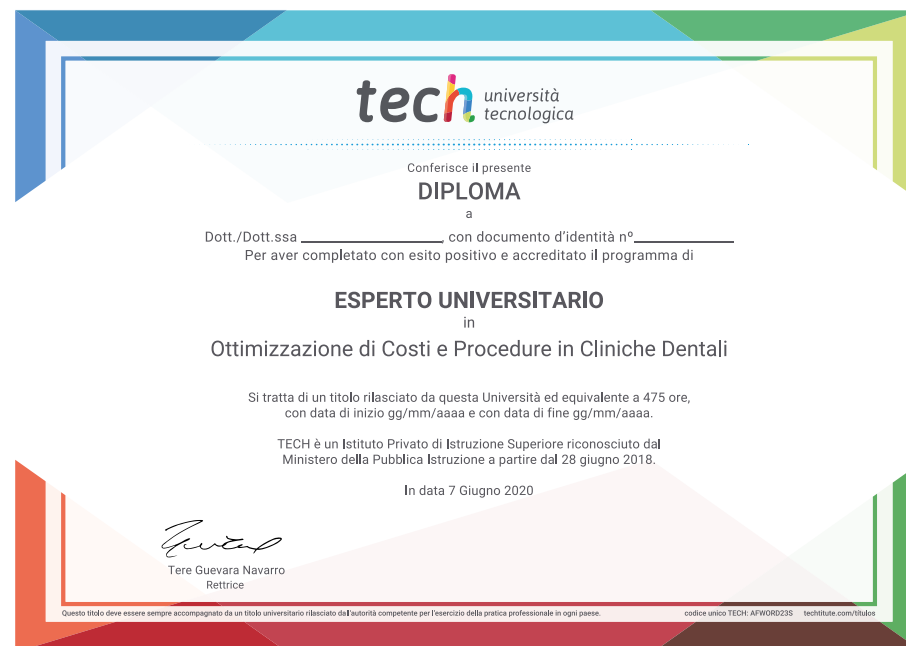 tech università
tecnologica
Conferisce il presente
DIPLOMA
a
Dott./Dott.ssa ____________________, con documento d'identità nº______________
Per aver completato con esito positivo e accreditato il programma di
ESPERTO UNIVERSITARIO
in
Ottimizzazione di Costi e Procedure in Cliniche Dentali
Si tratta di un titolo rilasciato da questa Università ed equivalente a 475 ore,
con data di inizio gg/mm/aaaa e con data di fine gg/mm/aaaa.
TECH è un Istituto Privato di Istruzione Superiore riconosciuto dal
Ministero della Pubblica Istruzione a partire dal 28 giugno 2018.
In data 7 Giugno 2020
Tere Guevara Navarro
Rettrice
Questo titolo deve essere sempre accompagnato da un titolo universitario rilasciato dall'autorità competente per l'esercizio della pratica professionale in ogni paese. codice unico TECH: AFWORD23S techtitute.com/títulos